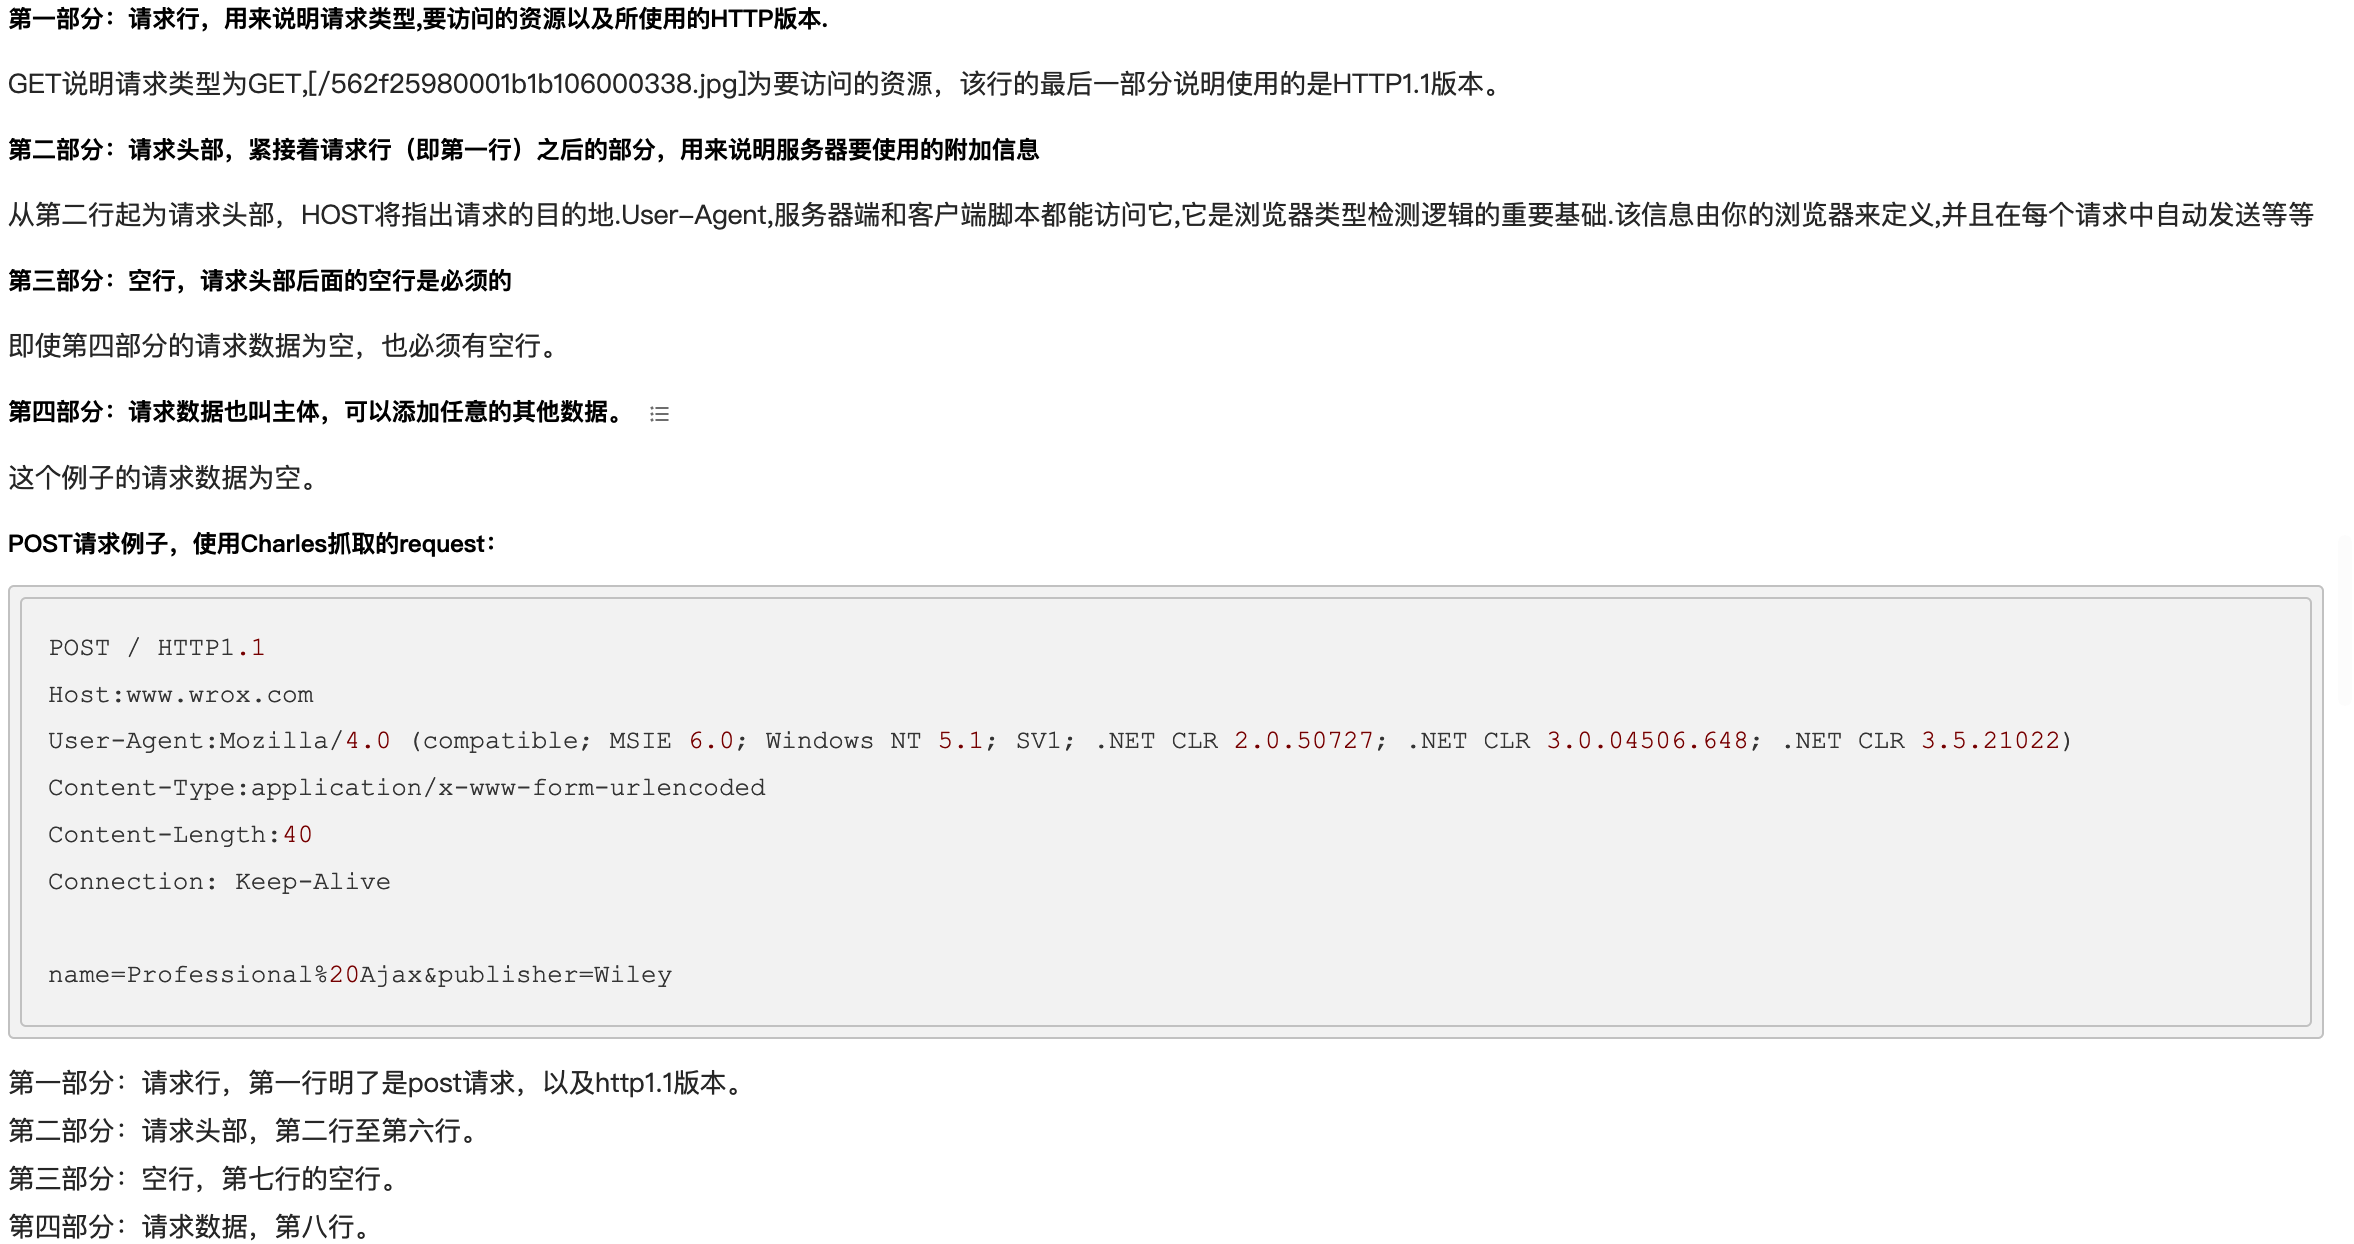 第一部分：请求行，用来说明请求类型,要访问的资源以及所使用的HTTP版本.
GET说明请求类型为GET,[/562f25980001b1b106000338.jpg]为要访问的资源，该行的最后一部分说明使用的是HTTP1.1版本。
第二部分：请求头部，紧接着请求行（即第一行）之后的部分，用来说明服务器要使用的附加信息
从第二行起为请求头部，HOST将指出请求的目的地.User-Agent,服务器端和客户端脚本都能访问它,它是浏览器类型检测逻辑的重要基础.该信息由你的浏览器来定义,并且在每个请求中自动发送等等
第三部分：空行，请求头部后面的空行是必须的
即使第四部分的请求数据为空，也必须有空行。
第四部分：请求数据也叫主体，可以添加任意的其他数据。
这个例子的请求数据为空。
POST请求例子，使用Charles抓取的request：
POST / HTTP1.1
Host:www.wrox.com
User-Agent:Mozilla/4.0 (compatible; MSIE 6.0; Windows NT 5.1; SV1; .NET CLR 2.0.50727; .NET CLR 3.0.04506.648; .NET CLR 3.5.21022)
Content-Type:application/x-www-form-urlencoded
Content-Length:40
Connection: Keep-Alive
name=Professional%20Ajax&publisher=Wiley
第一部分：请求行，第一行明了是post请求，以及http1.1版本。
第二部分：请求头部，第二行至第六行。
第三部分：空行，第七行的空行。
第四部分：请求数据，第八行。